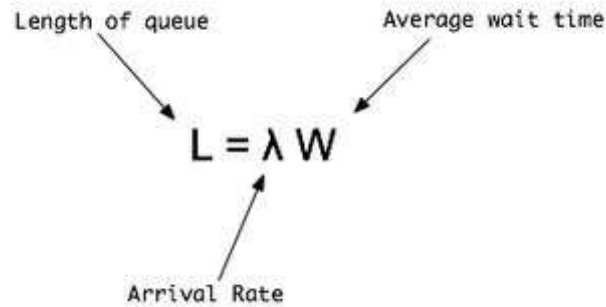 Length of queue
Average wait time
L = λ W
Arrival Rate